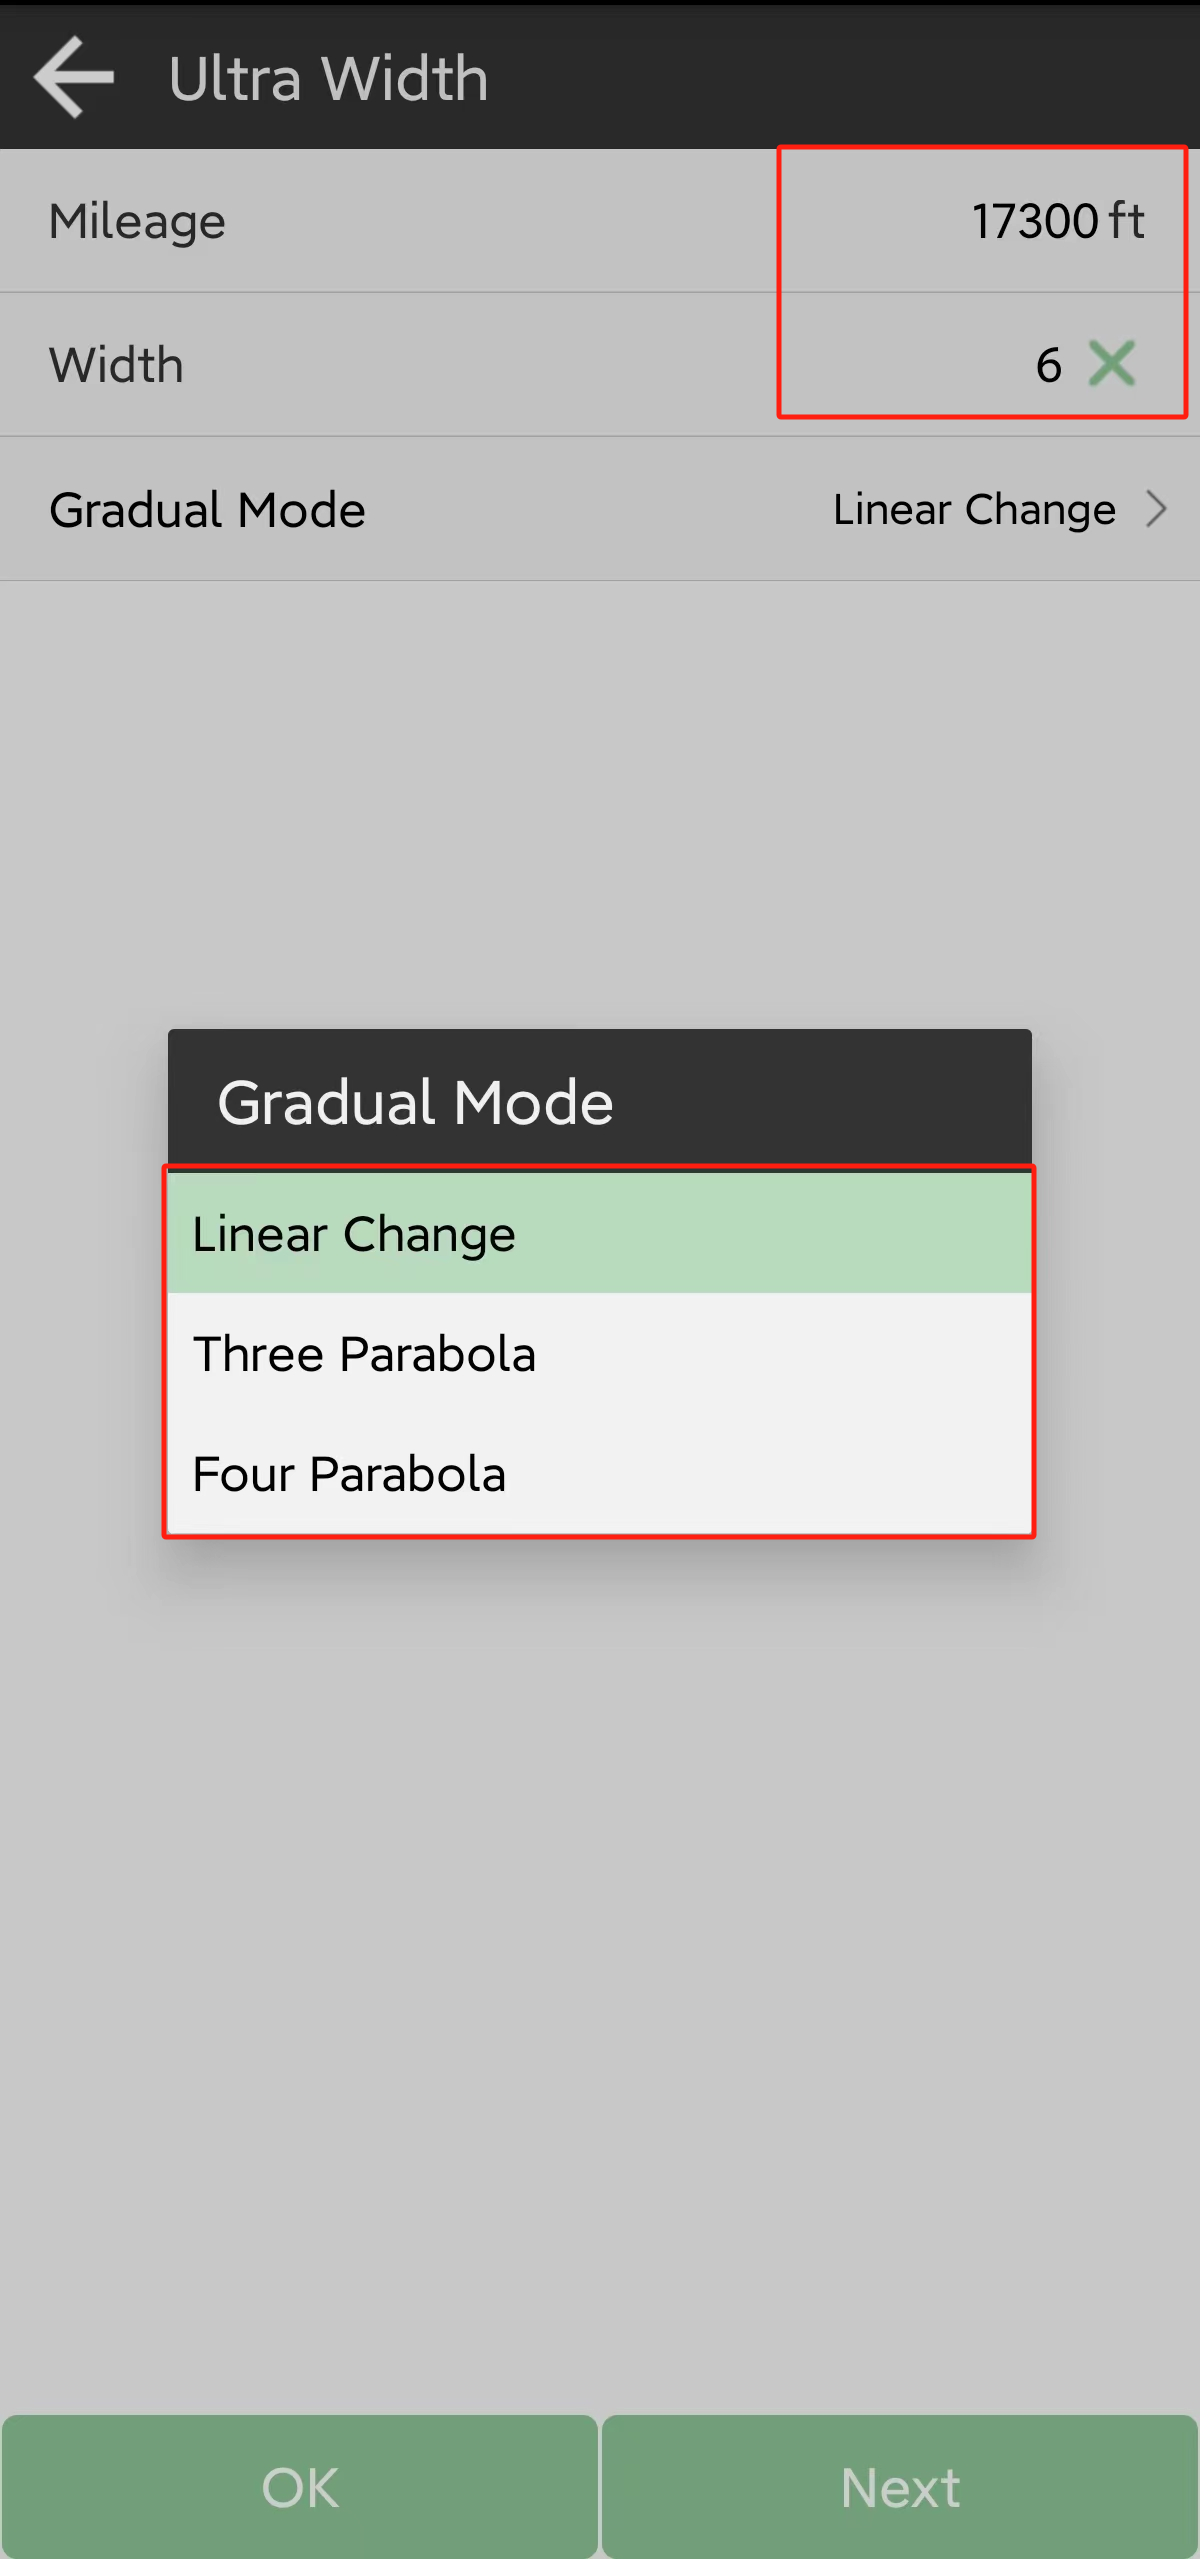 Ultra Width
Mileage 17300 ft
Width 6
Gradual Mode Linear Change
Gradual Mode
Linear Change
Three Parabola
Four Parabola
OK Next